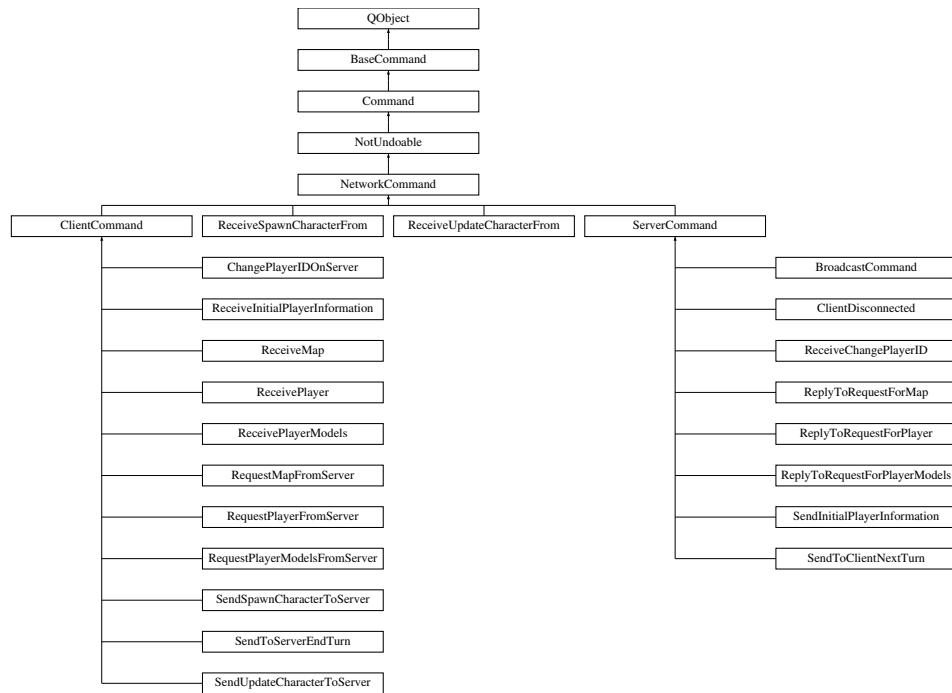 QObject
BaseCommand
Command
NotUndoable
NetworkCommand
ClientCommand
ReceiveSpawnCharacterFrom
ReceiveUpdateCharacterFrom
ServerCommand
ChangePlayerIDOnServer
BroadcastCommand
ReceiveInitialPlayerInformation
ClientDisconnected
ReceiveMap
ReceiveChangePlayerID
ReceivePlayer
ReplyToRequestForMap
ReceivePlayerModels
ReplyToRequestForPlayer
RequestMapFromServer
ReplyToRequestForPlayerModels
RequestPlayerFromServer
SendInitialPlayerInformation
RequestPlayerModelsFromServer
SendToClientNextTurn
SendSpawnCharacterToServer
SendToServerEndTurn
SendUpdateCharacterToServer